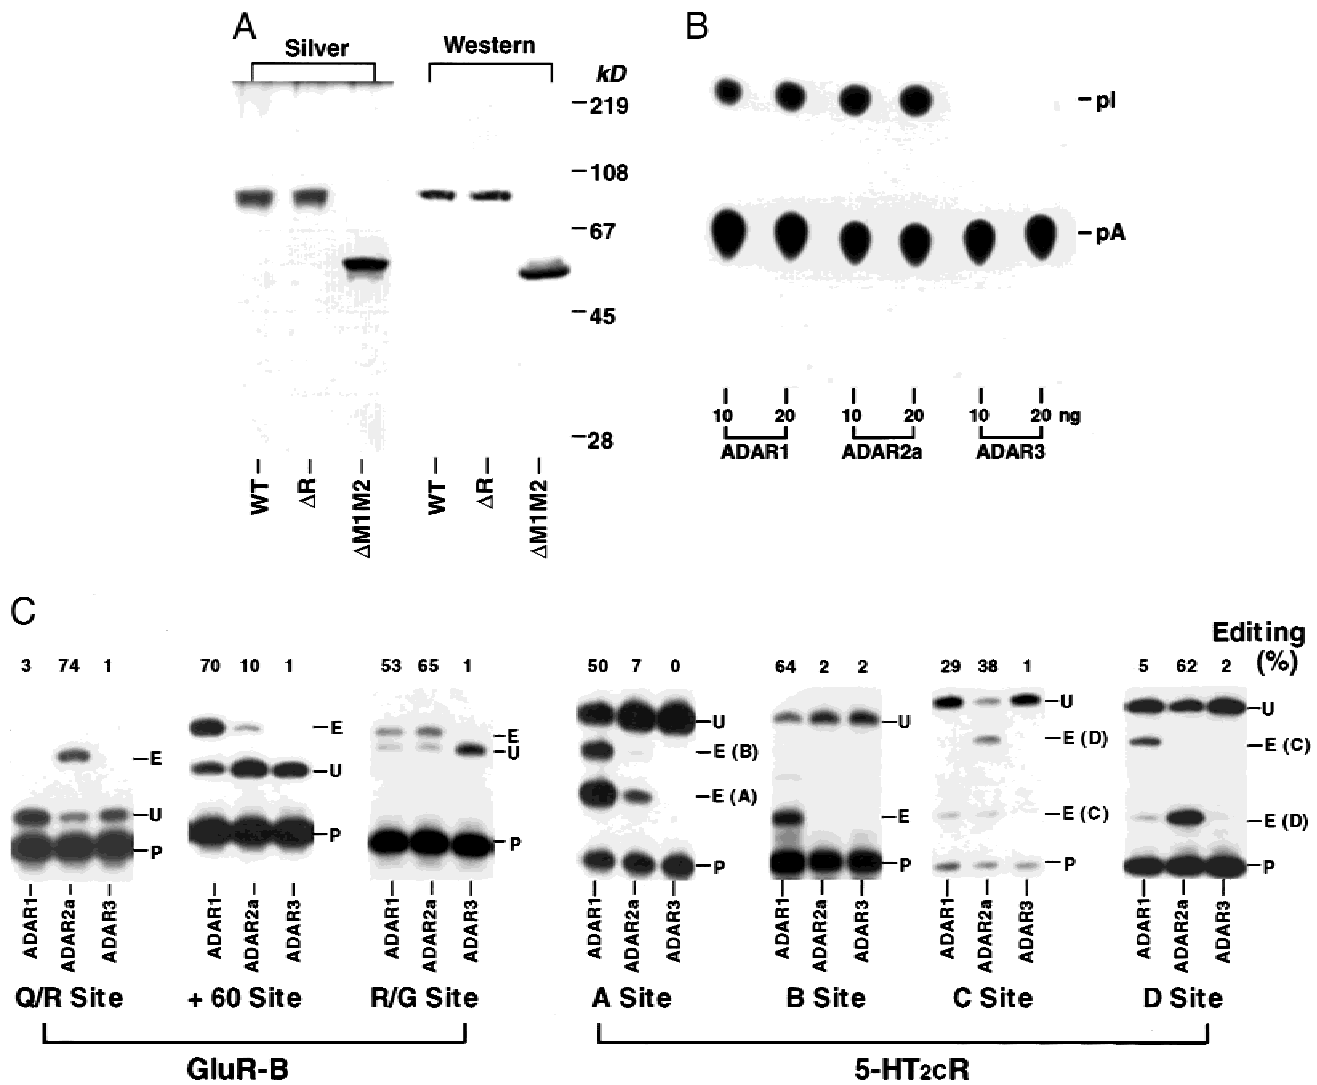 A
Silver
Western
kD
219
108
67
45
28
WT
ΔR
ΔM1M2
WT
ΔR
ΔM1M2
B
pI
pA
10
20
10
20
10
20 ng
ADAR1
ADAR2a
ADAR3
C
Editing
(%)
3 74 1
70 10 1
53 65 1
50 7 0
64 2 2
29 38 1
5 62 2
E
U
P
E
U
P
E
U
P
U
E (B)
E (A)
P
U
E
P
U
E (D)
E (C)
P
U
E (C)
E (D)
P
ADAR1
ADAR2a
ADAR3
ADAR1
ADAR2a
ADAR3
ADAR1
ADAR2a
ADAR3
ADAR1
ADAR2a
ADAR3
ADAR1
ADAR2a
ADAR3
ADAR1
ADAR2a
ADAR3
ADAR1
ADAR2a
ADAR3
Q/R Site
+ 60 Site
R/G Site
A Site
B Site
C Site
D Site
GluR-B
5-HT2CR